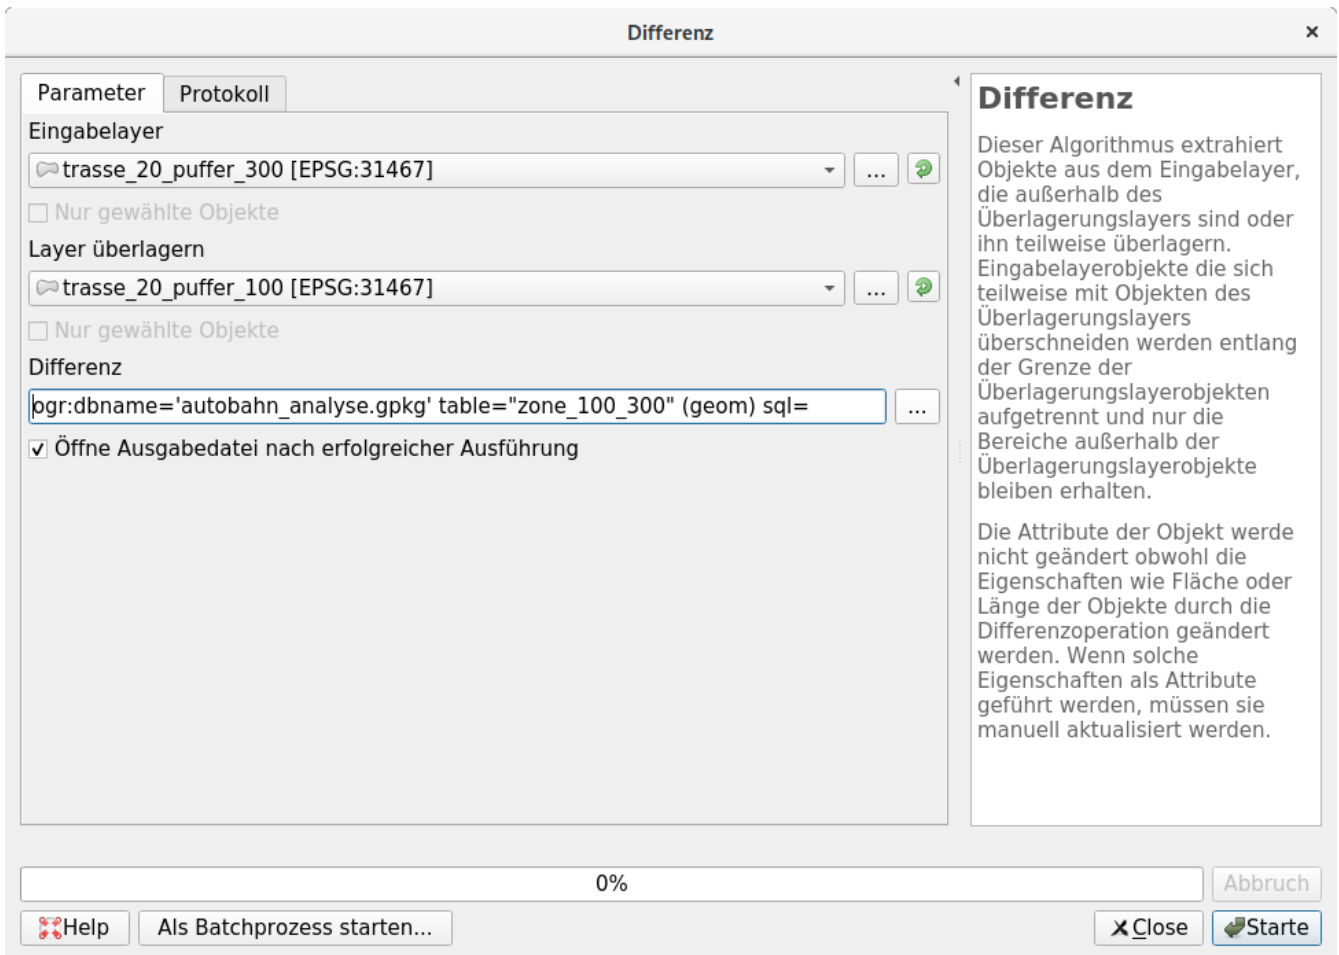 Differenz
Parameter
Protokoll
Eingabelayer
trasse_20_puffer_300 [EPSG:31467]
...
Nur gewählte Objekte
Layer überlagern
trasse_20_puffer_100 [EPSG:31467]
...
Nur gewählte Objekte
Differenz
ogr:dbname='autobahn_analyse.gpkg' table="zone_100_300" (geom) sql=
...
Öffne Ausgabedatei nach erfolgreicher Ausführung
Differenz
Dieser Algorithmus extrahiert
Objekte aus dem Eingabelayer,
die außerhalb des
Überlagerungslayers sind oder
ihn teilweise überlagern.
Eingabelayerobjekte die sich
teilweise mit Objekten des
Überlagerungslayers
überschneiden werden entlang
der Grenze der
Überlagerungslayerobjekten
aufgetrennt und nur die
Bereiche außerhalb der
Überlagerungslayerobjekte
bleiben erhalten.
Die Attribute der Objekt werde
nicht geändert obwohl die
Eigenschaften wie Fläche oder
Länge der Objekte durch die
Differenzoperation geändert
werden. Wenn solche
Eigenschaften als Attribute
geführt werden, müssen sie
manuell aktualisiert werden.
0%
Abbruch
Help
Als Batchprozess starten...
Close
Starte